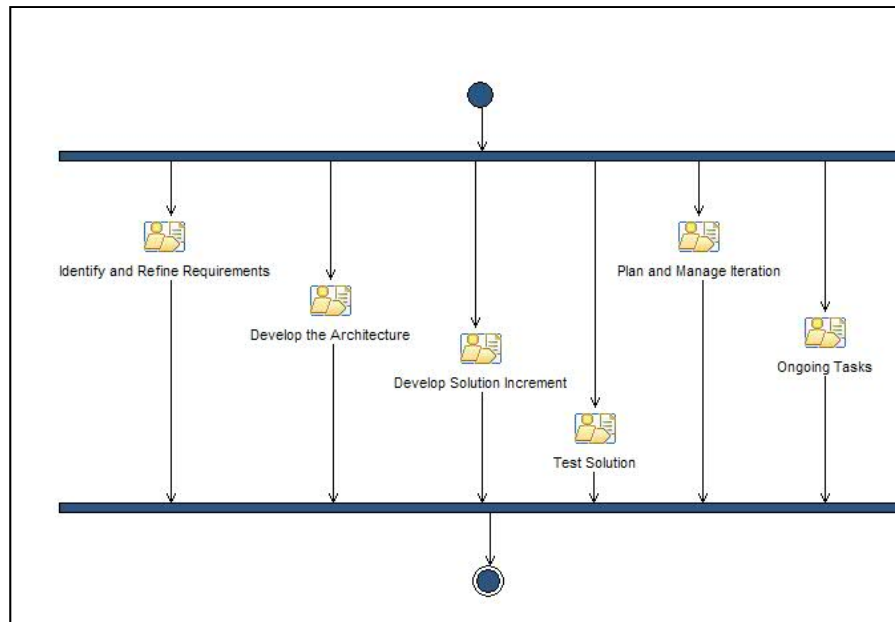 Identify and Refine Requirements
Plan and Manage Iteration
Develop the Architecture
Ongoing Tasks
Develop Solution Increment
Test Solution